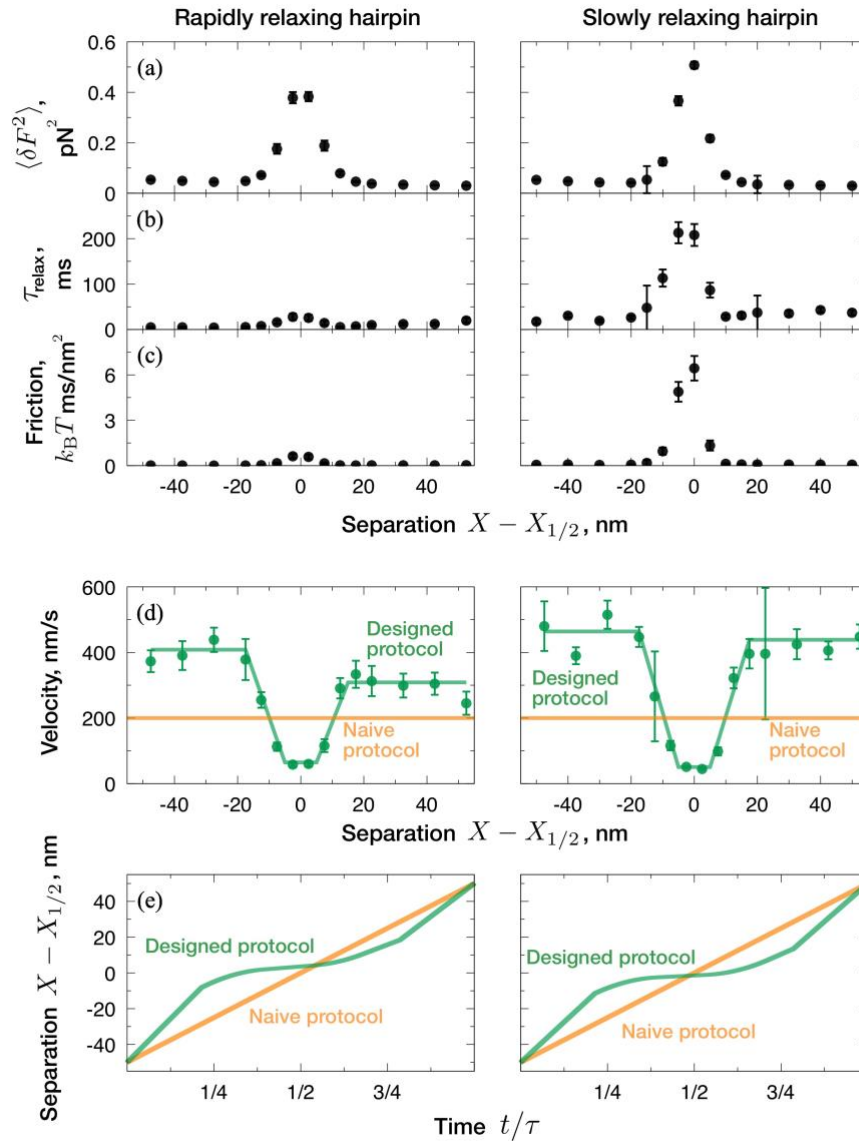 Rapidly relaxing hairpin
Slowly relaxing hairpin
(a)
⟨δF²⟩,
pN²
0.6
0.4
0.2
0
(b)
τrelax,
ms
200
100
0
(c)
Friction,
kBT ms/nm²
6
3
0
-40 -20 0 20 40
-40 -20 0 20 40
Separation X − X1/2, nm
(d)
Velocity, nm/s
600
400
200
0
Designed
protocol
Naive
protocol
Designed
protocol
Naive
protocol
-40 -20 0 20 40
-40 -20 0 20 40
Separation X − X1/2, nm
(e)
Separation X − X1/2, nm
40
20
0
-20
-40
Designed protocol
Naive protocol
Designed protocol
Naive protocol
1/4 1/2 3/4
1/4 1/2 3/4
Time t/τ